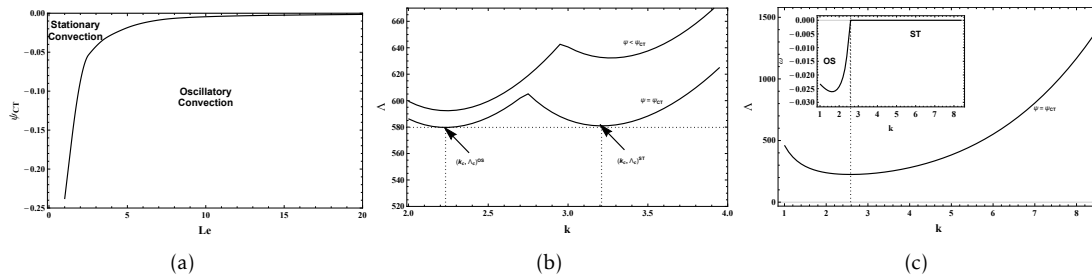 0.00
−0.05
−0.10
−0.15
−0.20
−0.25
ψCT
Stationary
Convection
Oscillatory
Convection
0 5 10 15 20
Le
(a)
680
660
640
620
600
580
560
540
520
Λ
φ < φCT
φ = φCT
(kc, Λc)OS
(kc, Λc)ST
2.0 2.5 3.0 3.5 4.0
k
(b)
1500
1000
500
0
Λ
0.000
−0.005
−0.010
−0.015
−0.020
−0.025
−0.030
ω
OS
ST
1 2 3 4 5 6 7 8
k
φ = φCT
1 2 3 4 5 6 7 8
k
(c)